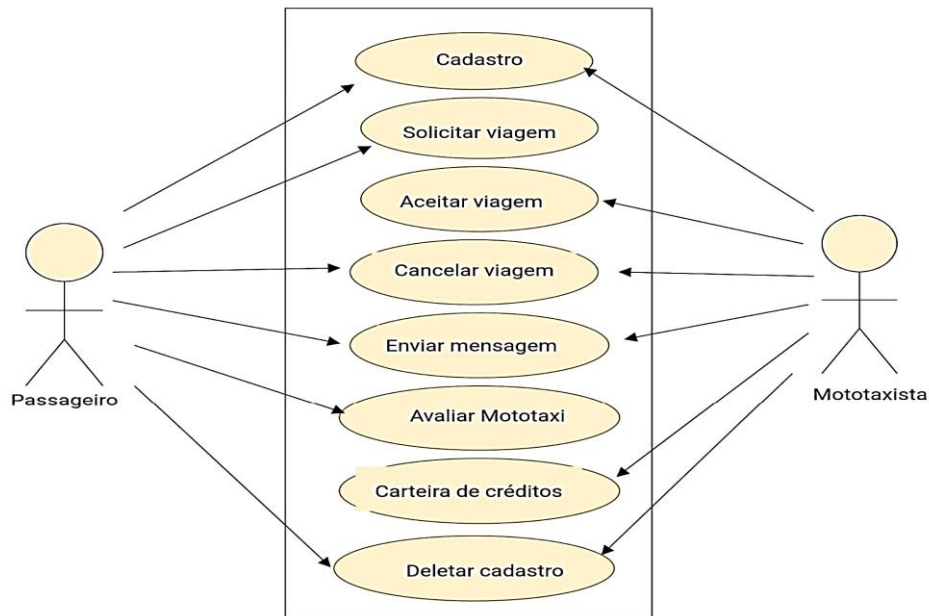 Cadastro
Solicitar viagem
Aceitar viagem
Cancelar viagem
Enviar mensagem
Avaliar Mototaxi
Carteira de créditos
Deletar cadastro
Passageiro
Mototaxista